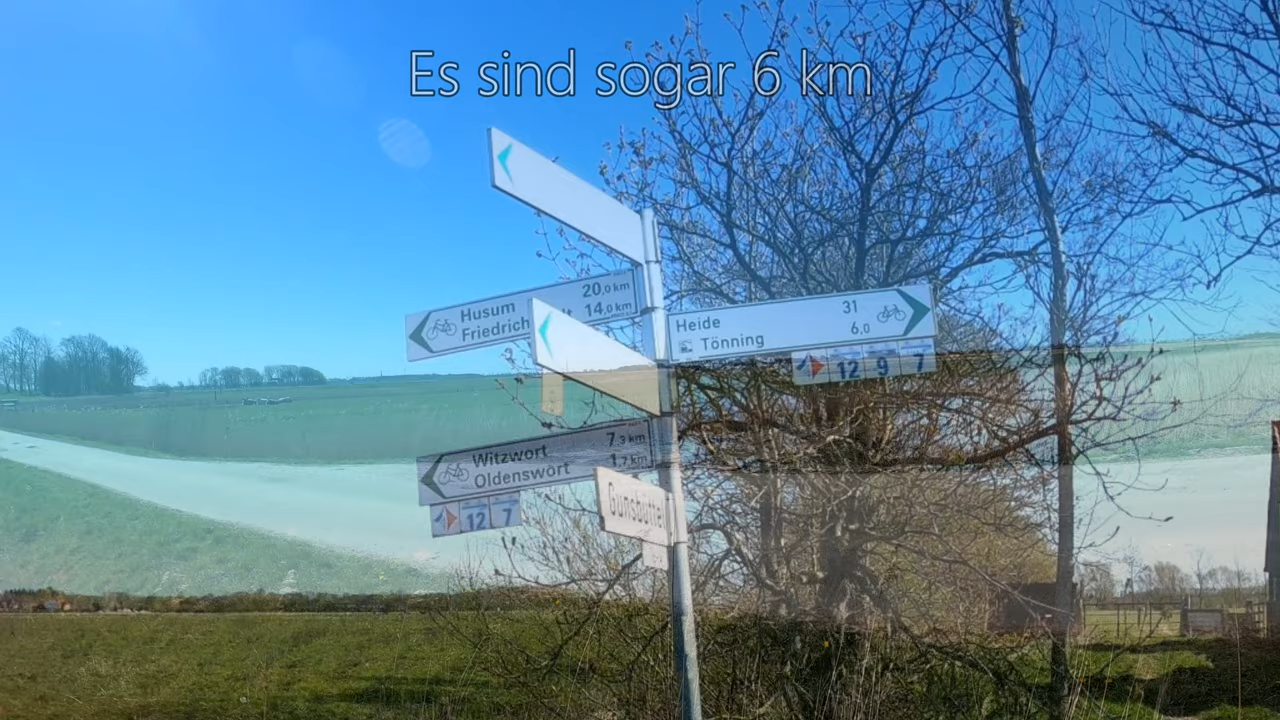 Es sind sogar 6 km
Husum 20,0 km
Friedrich 14,0 km
Heide 31
Tönning 6,0
12 9 7
Witzwort 7,3 km
Oldenswort 1,7 km
12 7